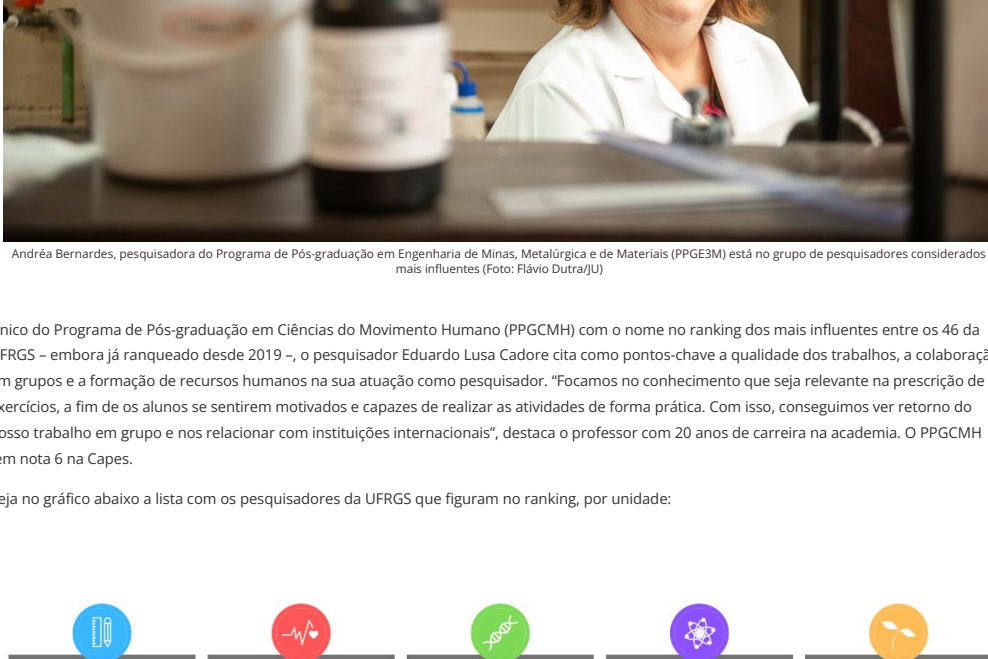 Andréa Bernardes, pesquisadora do Programa de Pós-graduação em Engenharia de Minas, Metalúrgica e de Materiais (PPGE3M) está no grupo de pesquisadores considerados
mais influentes (Foto: Flávio Dutra/JU)
nico do Programa de Pós-graduação em Ciências do Movimento Humano (PPGCMH) com o nome no ranking dos mais influentes entre os 46 da
FRGS – embora já ranqueado desde 2019 –, o pesquisador Eduardo Lusa Cadore cita como pontos-chave a qualidade dos trabalhos, a colaboraçã
m grupos e a formação de recursos humanos na sua atuação como pesquisador. “Focamos no conhecimento que seja relevante na prescrição de
xercícios, a fim de os alunos se sentirem motivados e capazes de realizar as atividades de forma prática. Com isso, conseguimos ver retorno do
osso trabalho em grupo e nos relacionar com instituições internacionais”, destaca o professor com 20 anos de carreira na academia. O PPGCMH
em nota 6 na Capes.
eja no gráfico abaixo a lista com os pesquisadores da UFRGS que figuram no ranking, por unidade: